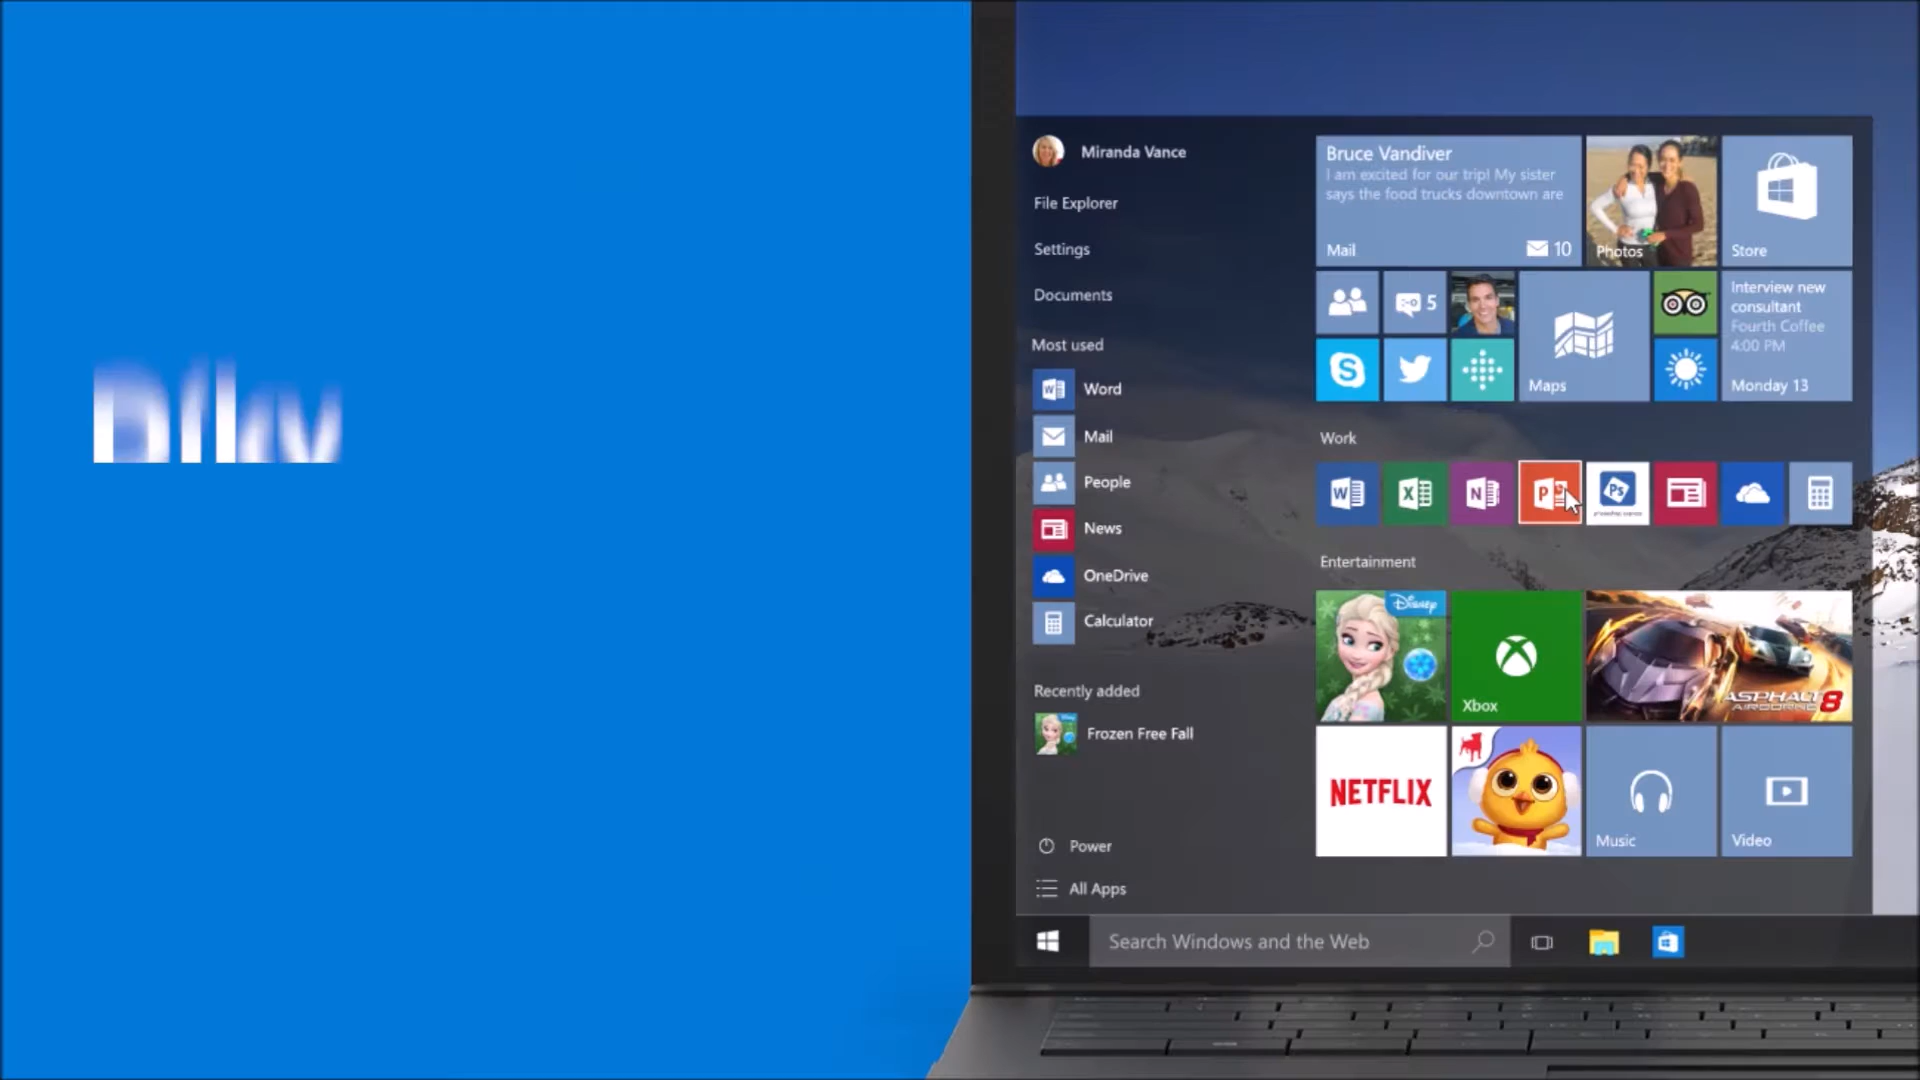 Miranda Vance
File Explorer
Settings
Documents
Most used
Word
Mail
People
News
OneDrive
Calculator
Recently added
Frozen Free Fall
Power
All Apps
Search Windows and the Web
Bruce Vandiver
I am excited for our trip! My sister
says the food trucks downtown are
Mail
10
Photos
Store
5
Maps
Interview new
consultant
Fourth Coffee
4:00 PM
Monday 13
Work
W
X
N
P
Ps
Entertainment
Disney
Xbox
ASPHALT 8
AIRBORNE
NETFLIX
Music
Video